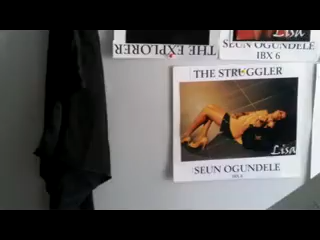 THE EXPLORER
Lisa
SEUN OGUNDELE
IBX 6
THE STRUGGLER
Lisa
SEUN OGUNDELE